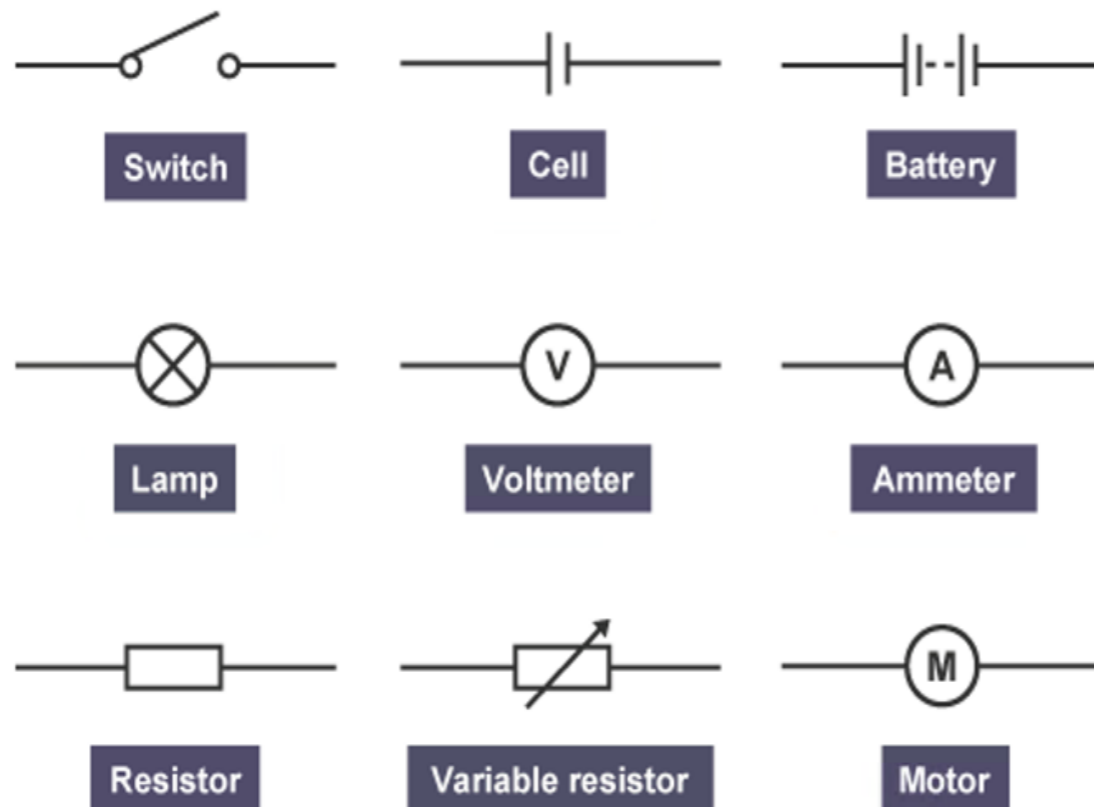 Switch
Cell
Battery
Lamp
V
Voltmeter
A
Ammeter
Resistor
Variable resistor
M
Motor